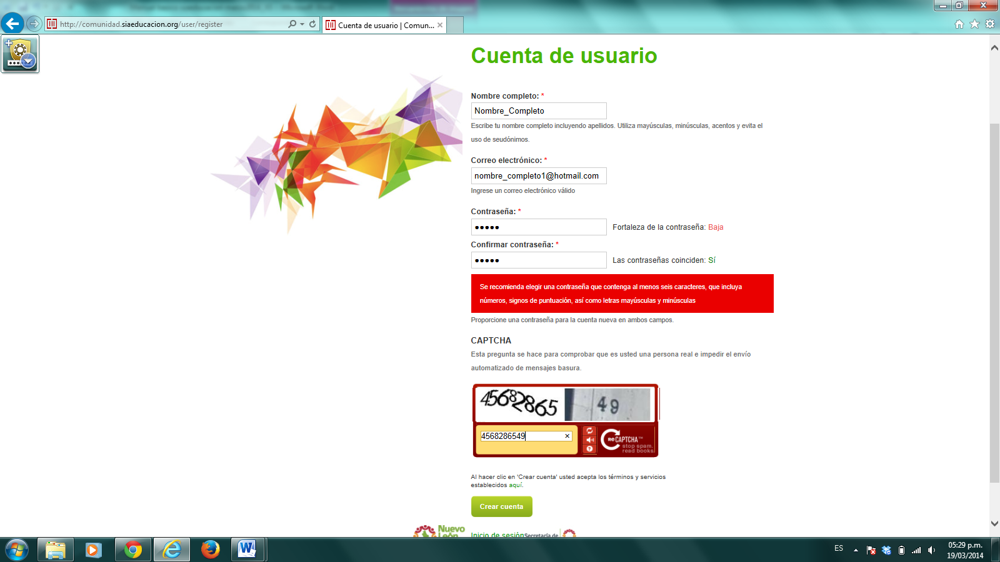 http://comunidad.siaeducacion.org/user/register
Cuenta de usuario | Comun...
Cuenta de usuario
Nombre completo: *
Nombre_Completo
Escribe tu nombre completo incluyendo apellidos. Utiliza mayúsculas, minúsculas, acentos y evita el
uso de seudónimos.
Correo electrónico: *
nombre_completo1@hotmail.com
Ingrese un correo electrónico válido
Contraseña: *
Fortaleza de la contraseña: Baja
Confirmar contraseña: *
Las contraseñas coinciden: Sí
Se recomienda elegir una contraseña que contenga al menos seis caracteres, que incluya
números, signos de puntuación, así como letras mayúsculas y minúsculas
Proporcione una contraseña para la cuenta nueva en ambos campos.
CAPTCHA
Esta pregunta se hace para comprobar que es usted una persona real e impedir el envío
automatizado de mensajes basura.
45682865 49
4568286549
reCAPTCHA™
stop spam.
read books.
Al hacer clic en 'Crear cuenta' usted acepta los términos y servicios
establecidos aquí.
Crear cuenta
Nuevo
León
Inicio de sesión
Secretaría de
ES
05:29 p.m.
19/03/2014